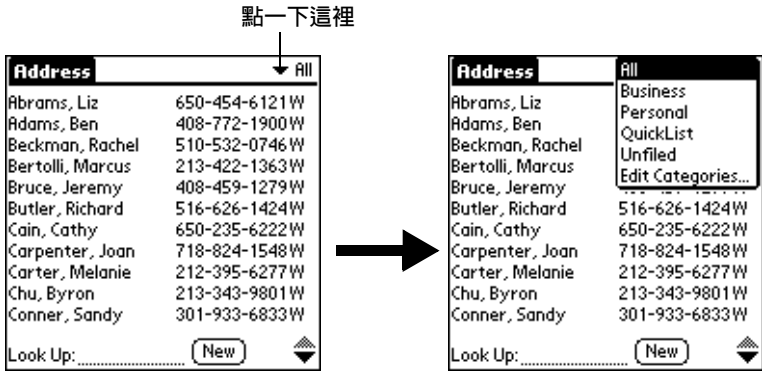 點一下這裡
Address All
Abrams, Liz 650-454-6121W
Adams, Ben 408-772-1900W
Beckman, Rachel 510-532-0746W
Bertolli, Marcus 213-422-1363W
Bruce, Jeremy 408-459-1279W
Butler, Richard 516-626-1424W
Cain, Cathy 650-235-6222W
Carpenter, Joan 718-824-1548W
Carter, Melanie 212-395-6277W
Chu, Byron 213-343-9801W
Conner, Sandy 301-933-6833W
Look Up: New
Address
All
Business
Personal
QuickList
Unfiled
Edit Categories...
Abrams, Liz
Adams, Ben
Beckman, Rachel
Bertolli, Marcus
Bruce, Jeremy
Butler, Richard 516-626-1424W
Cain, Cathy 650-235-6222W
Carpenter, Joan 718-824-1548W
Carter, Melanie 212-395-6277W
Chu, Byron 213-343-9801W
Conner, Sandy 301-933-6833W
Look Up: New